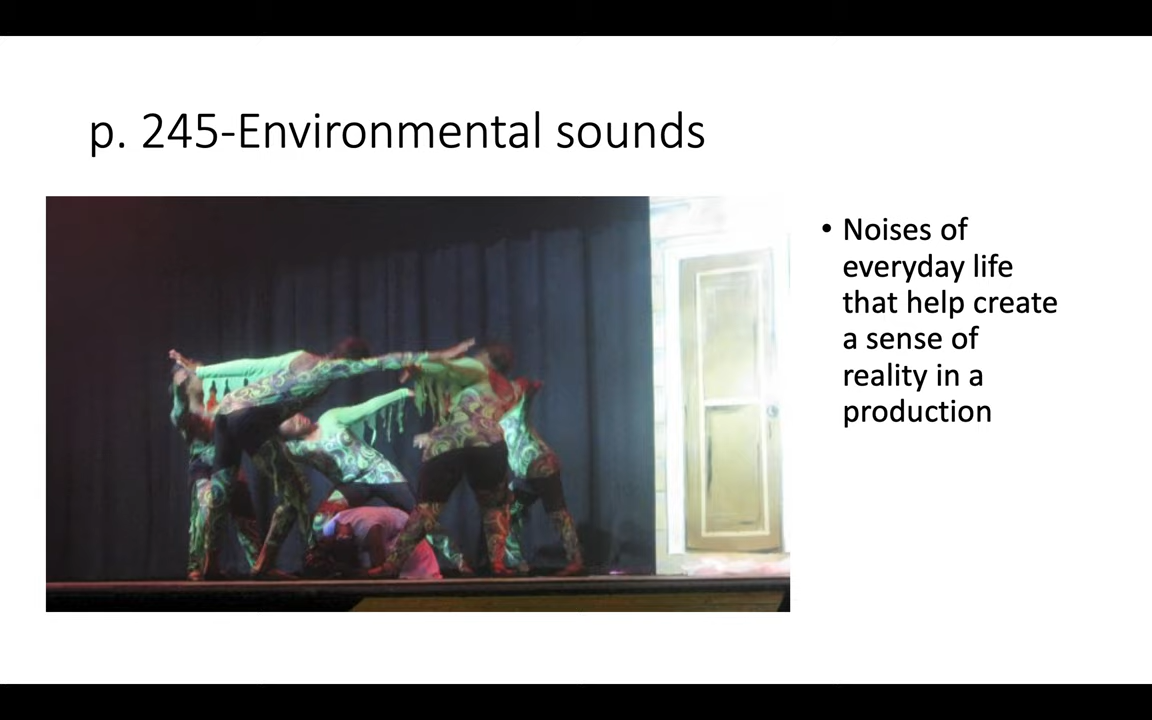 p. 245-Environmental sounds
• Noises of
everyday life
that help create
a sense of
reality in a
production